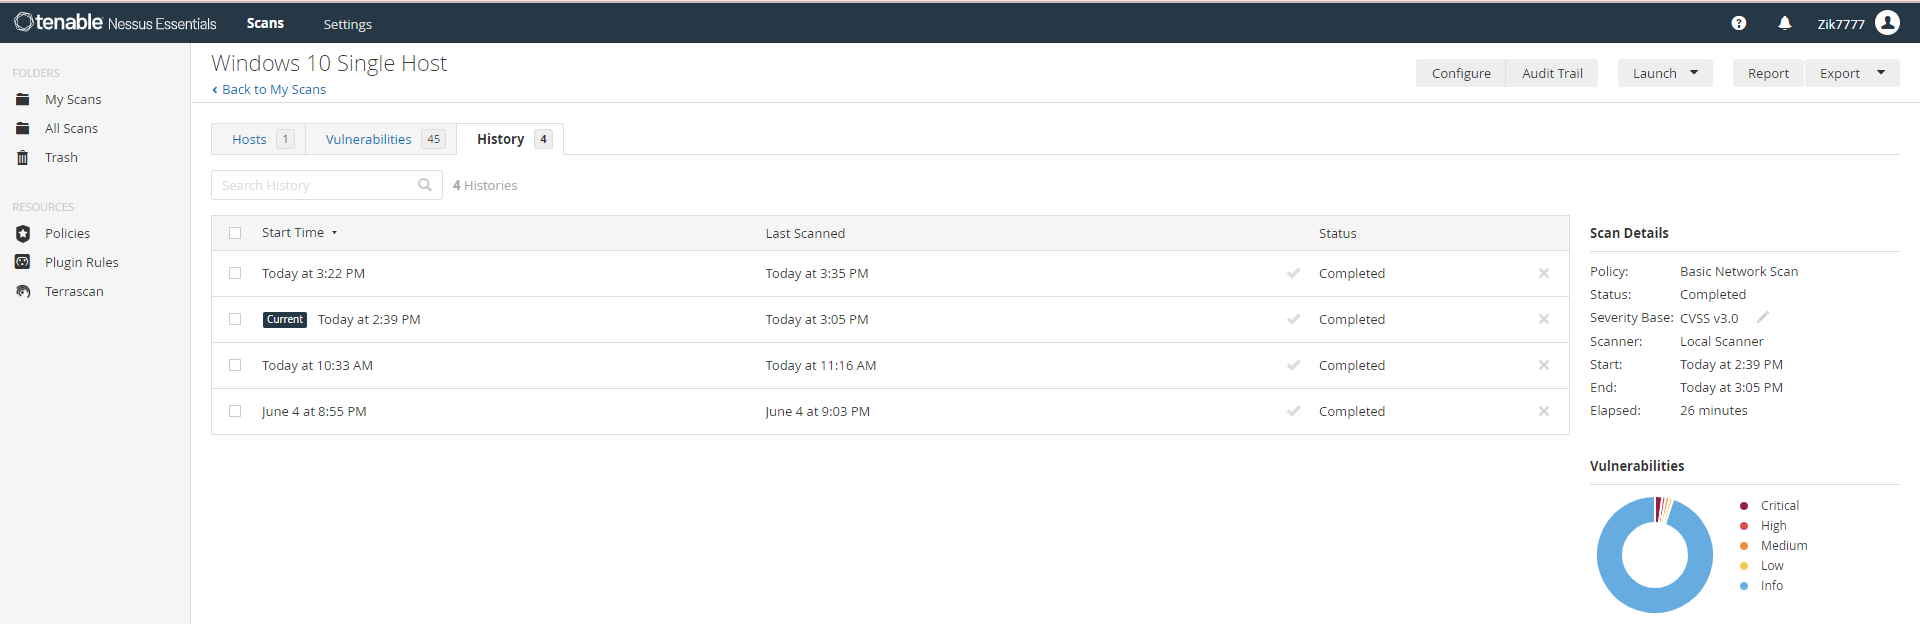 tenable Nessus Essentials Scans Settings Zik7777
FOLDERS
My Scans
All Scans
Trash
RESOURCES
Policies
Plugin Rules
Terrascan
Windows 10 Single Host
Back to My Scans
Configure Audit Trail Launch Report Export
Hosts 1 Vulnerabilities 45 History 4
Search History 4 Histories
Start Time Last Scanned Status
Today at 3:22 PM Today at 3:35 PM Completed
Current Today at 2:39 PM Today at 3:05 PM Completed
Today at 10:33 AM Today at 11:16 AM Completed
June 4 at 8:55 PM June 4 at 9:03 PM Completed
Scan Details
Policy: Basic Network Scan
Status: Completed
Severity Base: CVSS v3.0
Scanner: Local Scanner
Start: Today at 2:39 PM
End: Today at 3:05 PM
Elapsed: 26 minutes
Vulnerabilities
Critical
High
Medium
Low
Info